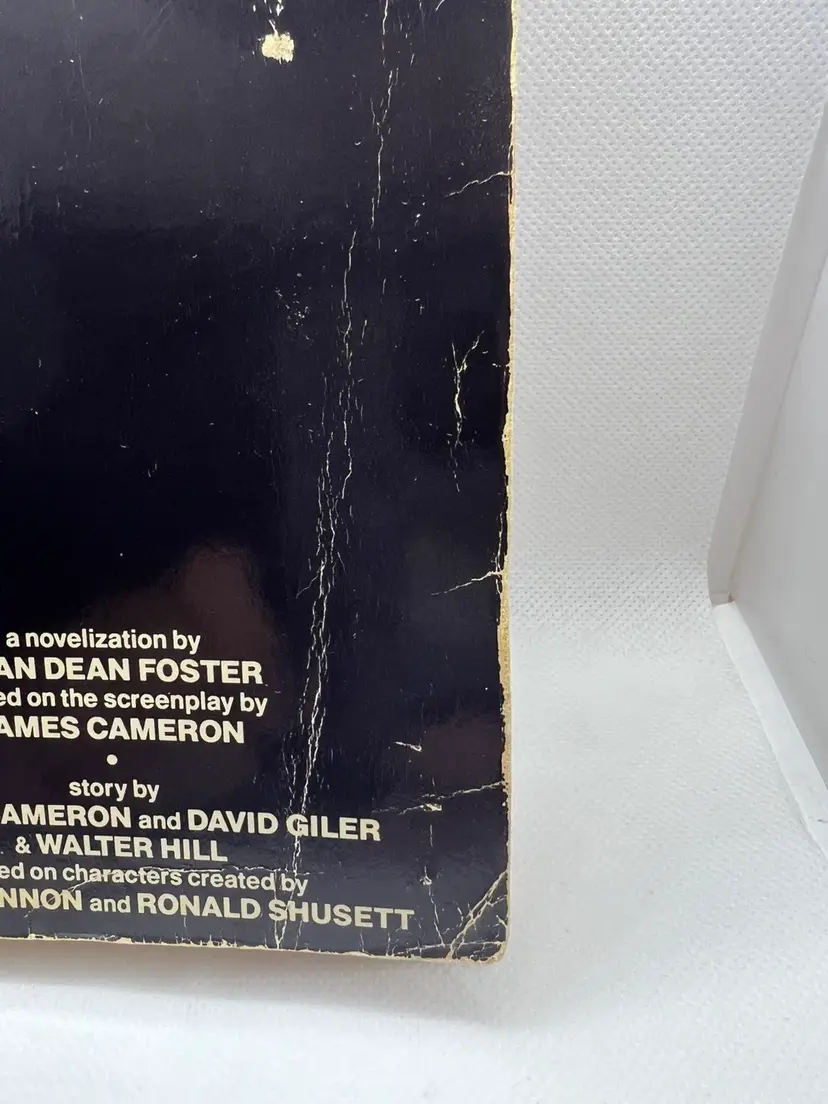 a novelization by
AN DEAN FOSTER
ed on the screenplay by
AMES CAMERON
•
story by
AMERON and DAVID GILER
& WALTER HILL
ed on characters created by
NNON and RONALD SHUSETT